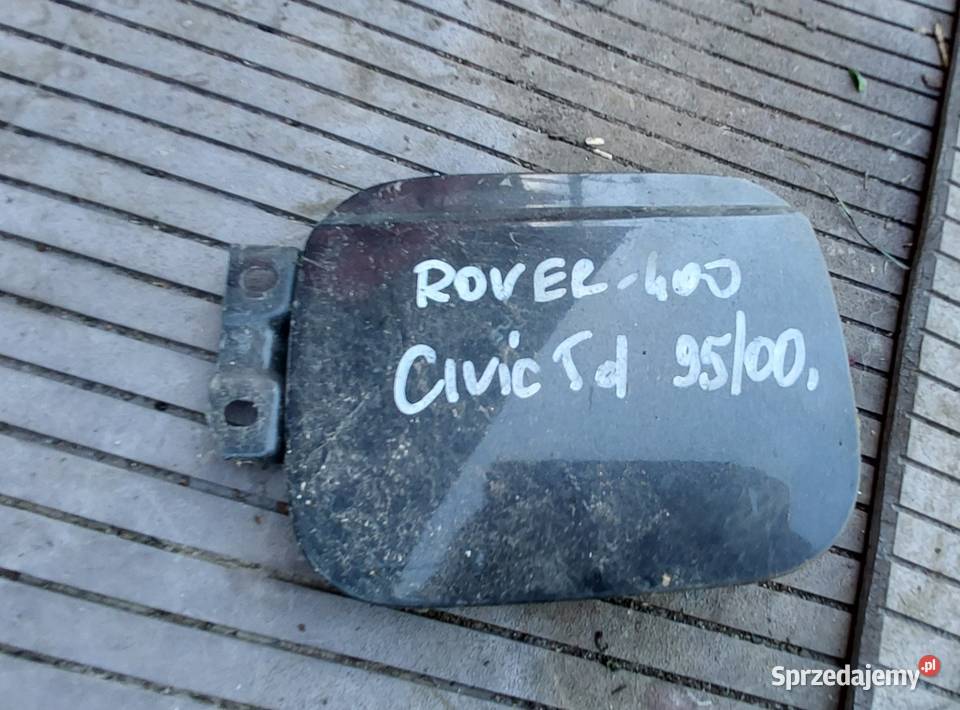 ROVER-400
CIVIC Td 95/00.
Sprzedajemy.pl